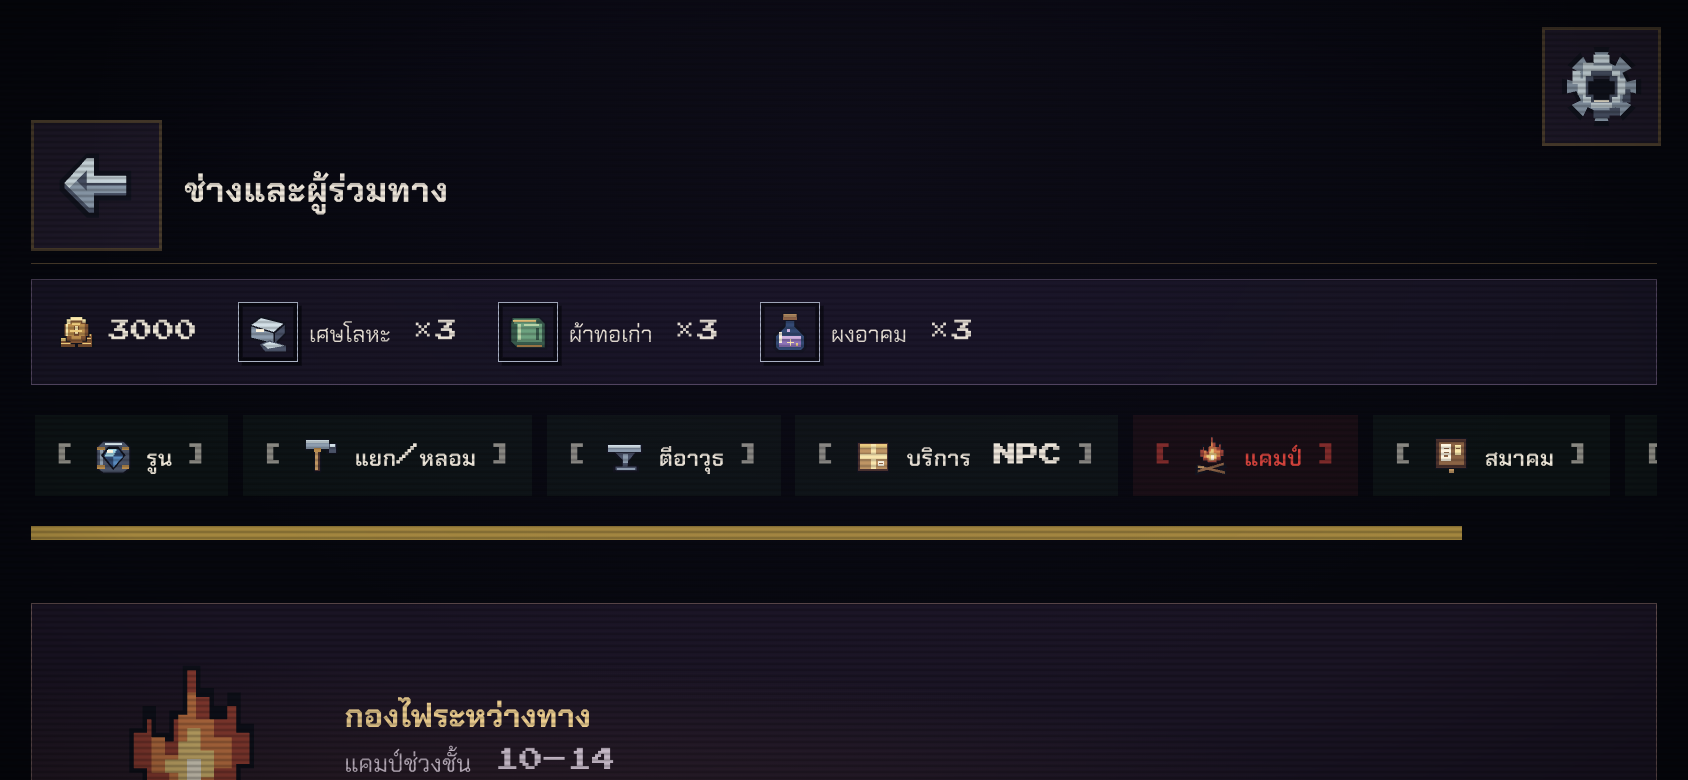 ช่างและผู้ร่วมทาง
3000 เศษโลหะ ×3 ผ้าทอเก่า ×3 ผงอาคม ×3
[ รูน ] [ แยก/หลอม ] [ ตีอาวุธ ] [ บริการ NPC ] [ แคมป์ ] [ สมาคม ] [
กองไฟระหว่างทาง
แคมป์ช่วงชั้น 10–14